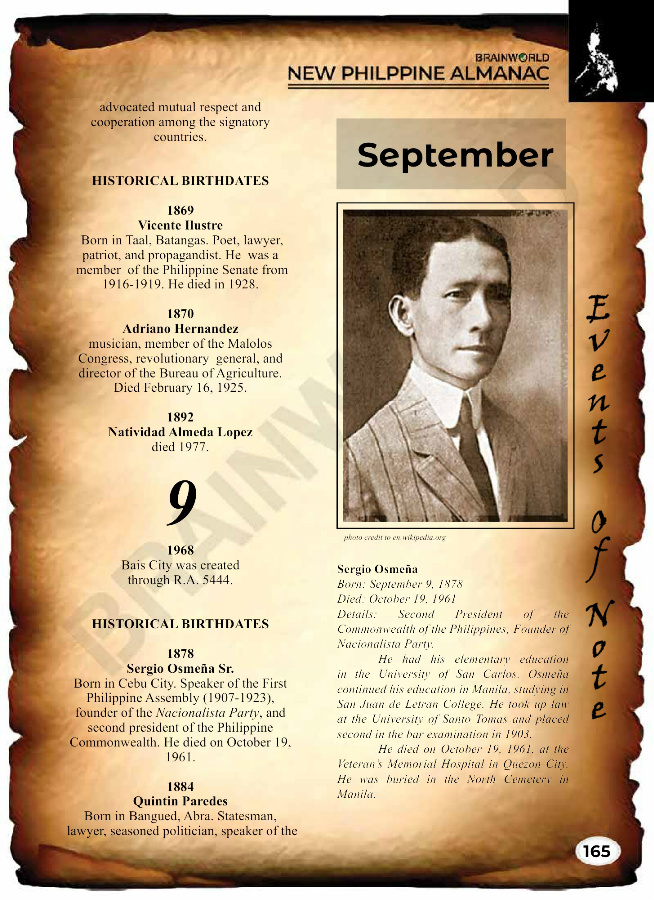 BRAINWORLD
NEW PHILPPINE ALMANAC
advocated mutual respect and
cooperation among the signatory
countries.
HISTORICAL BIRTHDATES
1869
Vicente Ilustre
Born in Taal, Batangas. Poet, lawyer,
patriot, and propagandist. He was a
member of the Philippine Senate from
1916-1919. He died in 1928.
1870
Adriano Hernandez
musician, member of the Malolos
Congress, revolutionary general, and
director of the Bureau of Agriculture.
Died February 16, 1925.
1892
Natividad Almeda Lopez
died 1977.
9
1968
Bais City was created
through R.A. 5444.
HISTORICAL BIRTHDATES
1878
Sergio Osmeña Sr.
Born in Cebu City. Speaker of the First
Philippine Assembly (1907-1923),
founder of the Nacionalista Party, and
second president of the Philippine
Commonwealth. He died on October 19,
1961.
1884
Quintin Paredes
Born in Bangued, Abra. Statesman,
lawyer, seasoned politician, speaker of the
September
photo credit to en.wikipedia.org
Sergio Osmeña
Born: September 9, 1878
Died: October 19, 1961
Details: Second President of the
Commonwealth of the Philippines, Founder of
Nacionalista Party.
He had his elementary education
in the University of San Carlos. Osmeña
continued his education in Manila, studying in
San Juan de Letran College. He took up law
at the University of Santo Tomas and placed
second in the bar examination in 1903.
He died on October 19, 1961, at the
Veteran's Memorial Hospital in Quezon City.
He was buried in the North Cemetery in
Manila.
Events of Note
165
BRAINWORLD